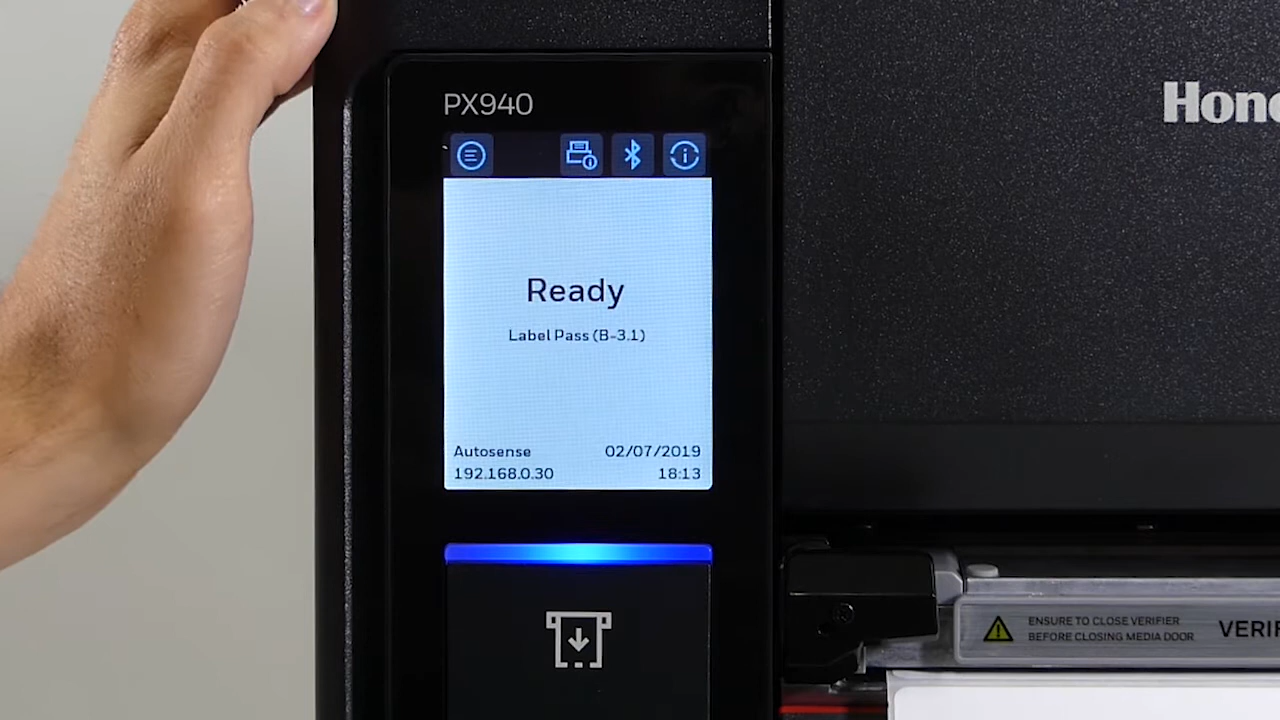 PX940
Ready
Label Pass (B-3.1)
Autosense 02/07/2019
192.168.0.30 18:13
ENSURE TO CLOSE VERIFIER
BEFORE CLOSING MEDIA DOOR